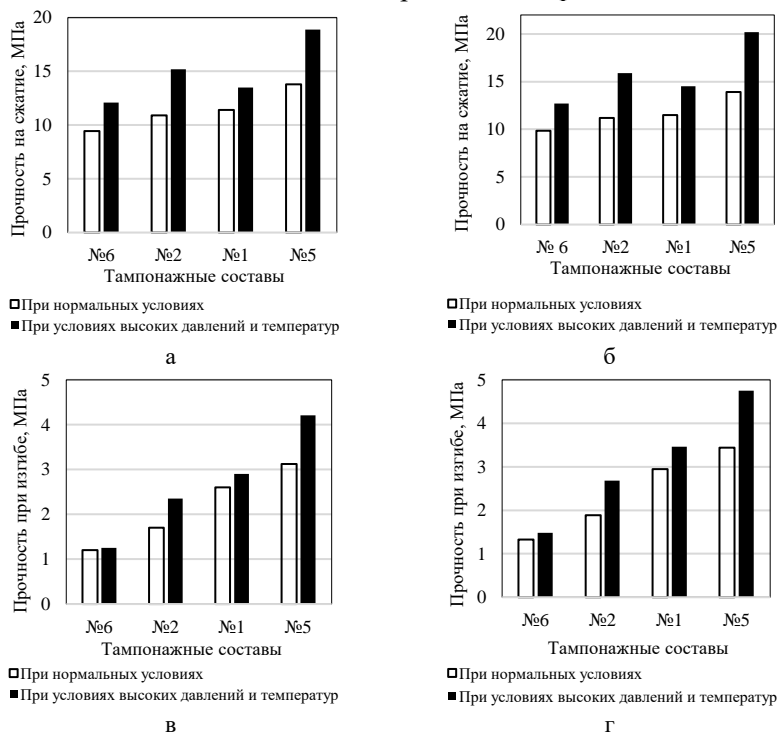 20
15
10
5
0
Прочность на сжатие, МПа
№6 №2 №1 №5
Тампонажные составы
При нормальных условиях
При условиях высоких давлений и температур
а
20
15
10
5
0
Прочность на сжатие, МПа
№ 6 №2 №1 №5
Тампонажные составы
При нормальных условиях
При условиях высоких давлений и температур
б
5
4
3
2
1
0
Прочность при изгибе, МПа
№6 №2 №1 №5
Тампонажные составы
При нормальных условиях
При условиях высоких давлений и температур
в
5
4
3
2
1
0
Прочность при изгибе, МПа
№6 №2 №1 №5
Тампонажные составы
При нормальных условиях
При условиях высоких давлений и температур
г